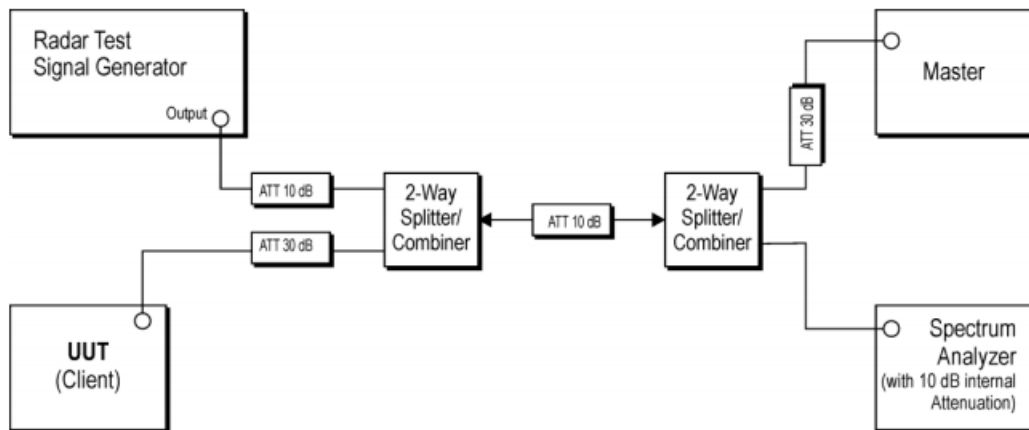 Radar Test
Signal Generator
Output
ATT 10 dB
ATT 30 dB
UUT
(Client)
2-Way
Splitter/
Combiner
ATT 10 dB
2-Way
Splitter/
Combiner
ATT 30 dB
Master
Spectrum
Analyzer
(with 10 dB internal
Attenuation)